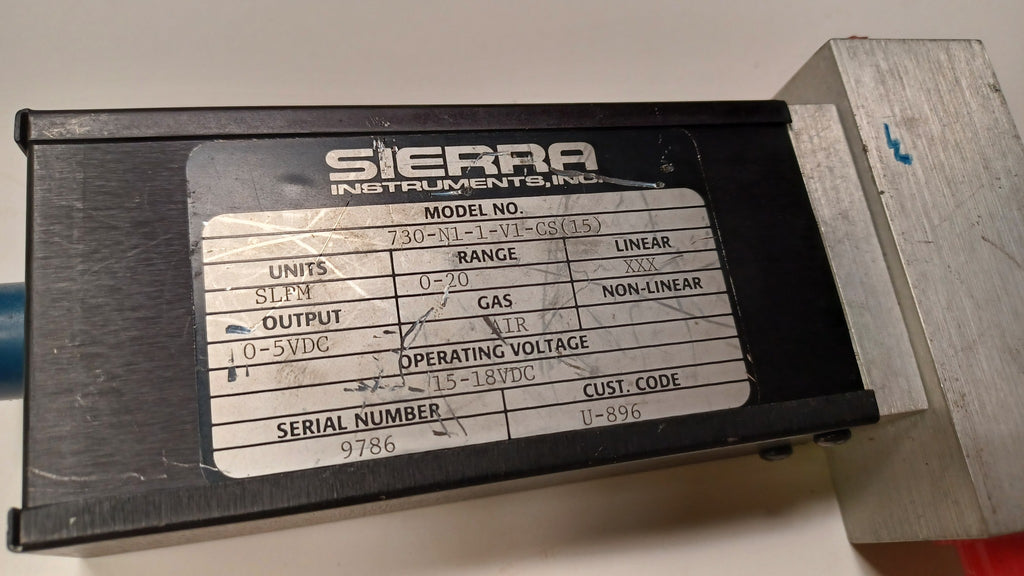 SIERRA
INSTRUMENTS, INC.
MODEL NO.
730-N1-1-V1-CS(15)
UNITS RANGE LINEAR
SLFM 0-20 XXX
OUTPUT GAS NON-LINEAR
0-5VDC AIR
OPERATING VOLTAGE
15-18VDC
SERIAL NUMBER CUST. CODE
9786 U-896